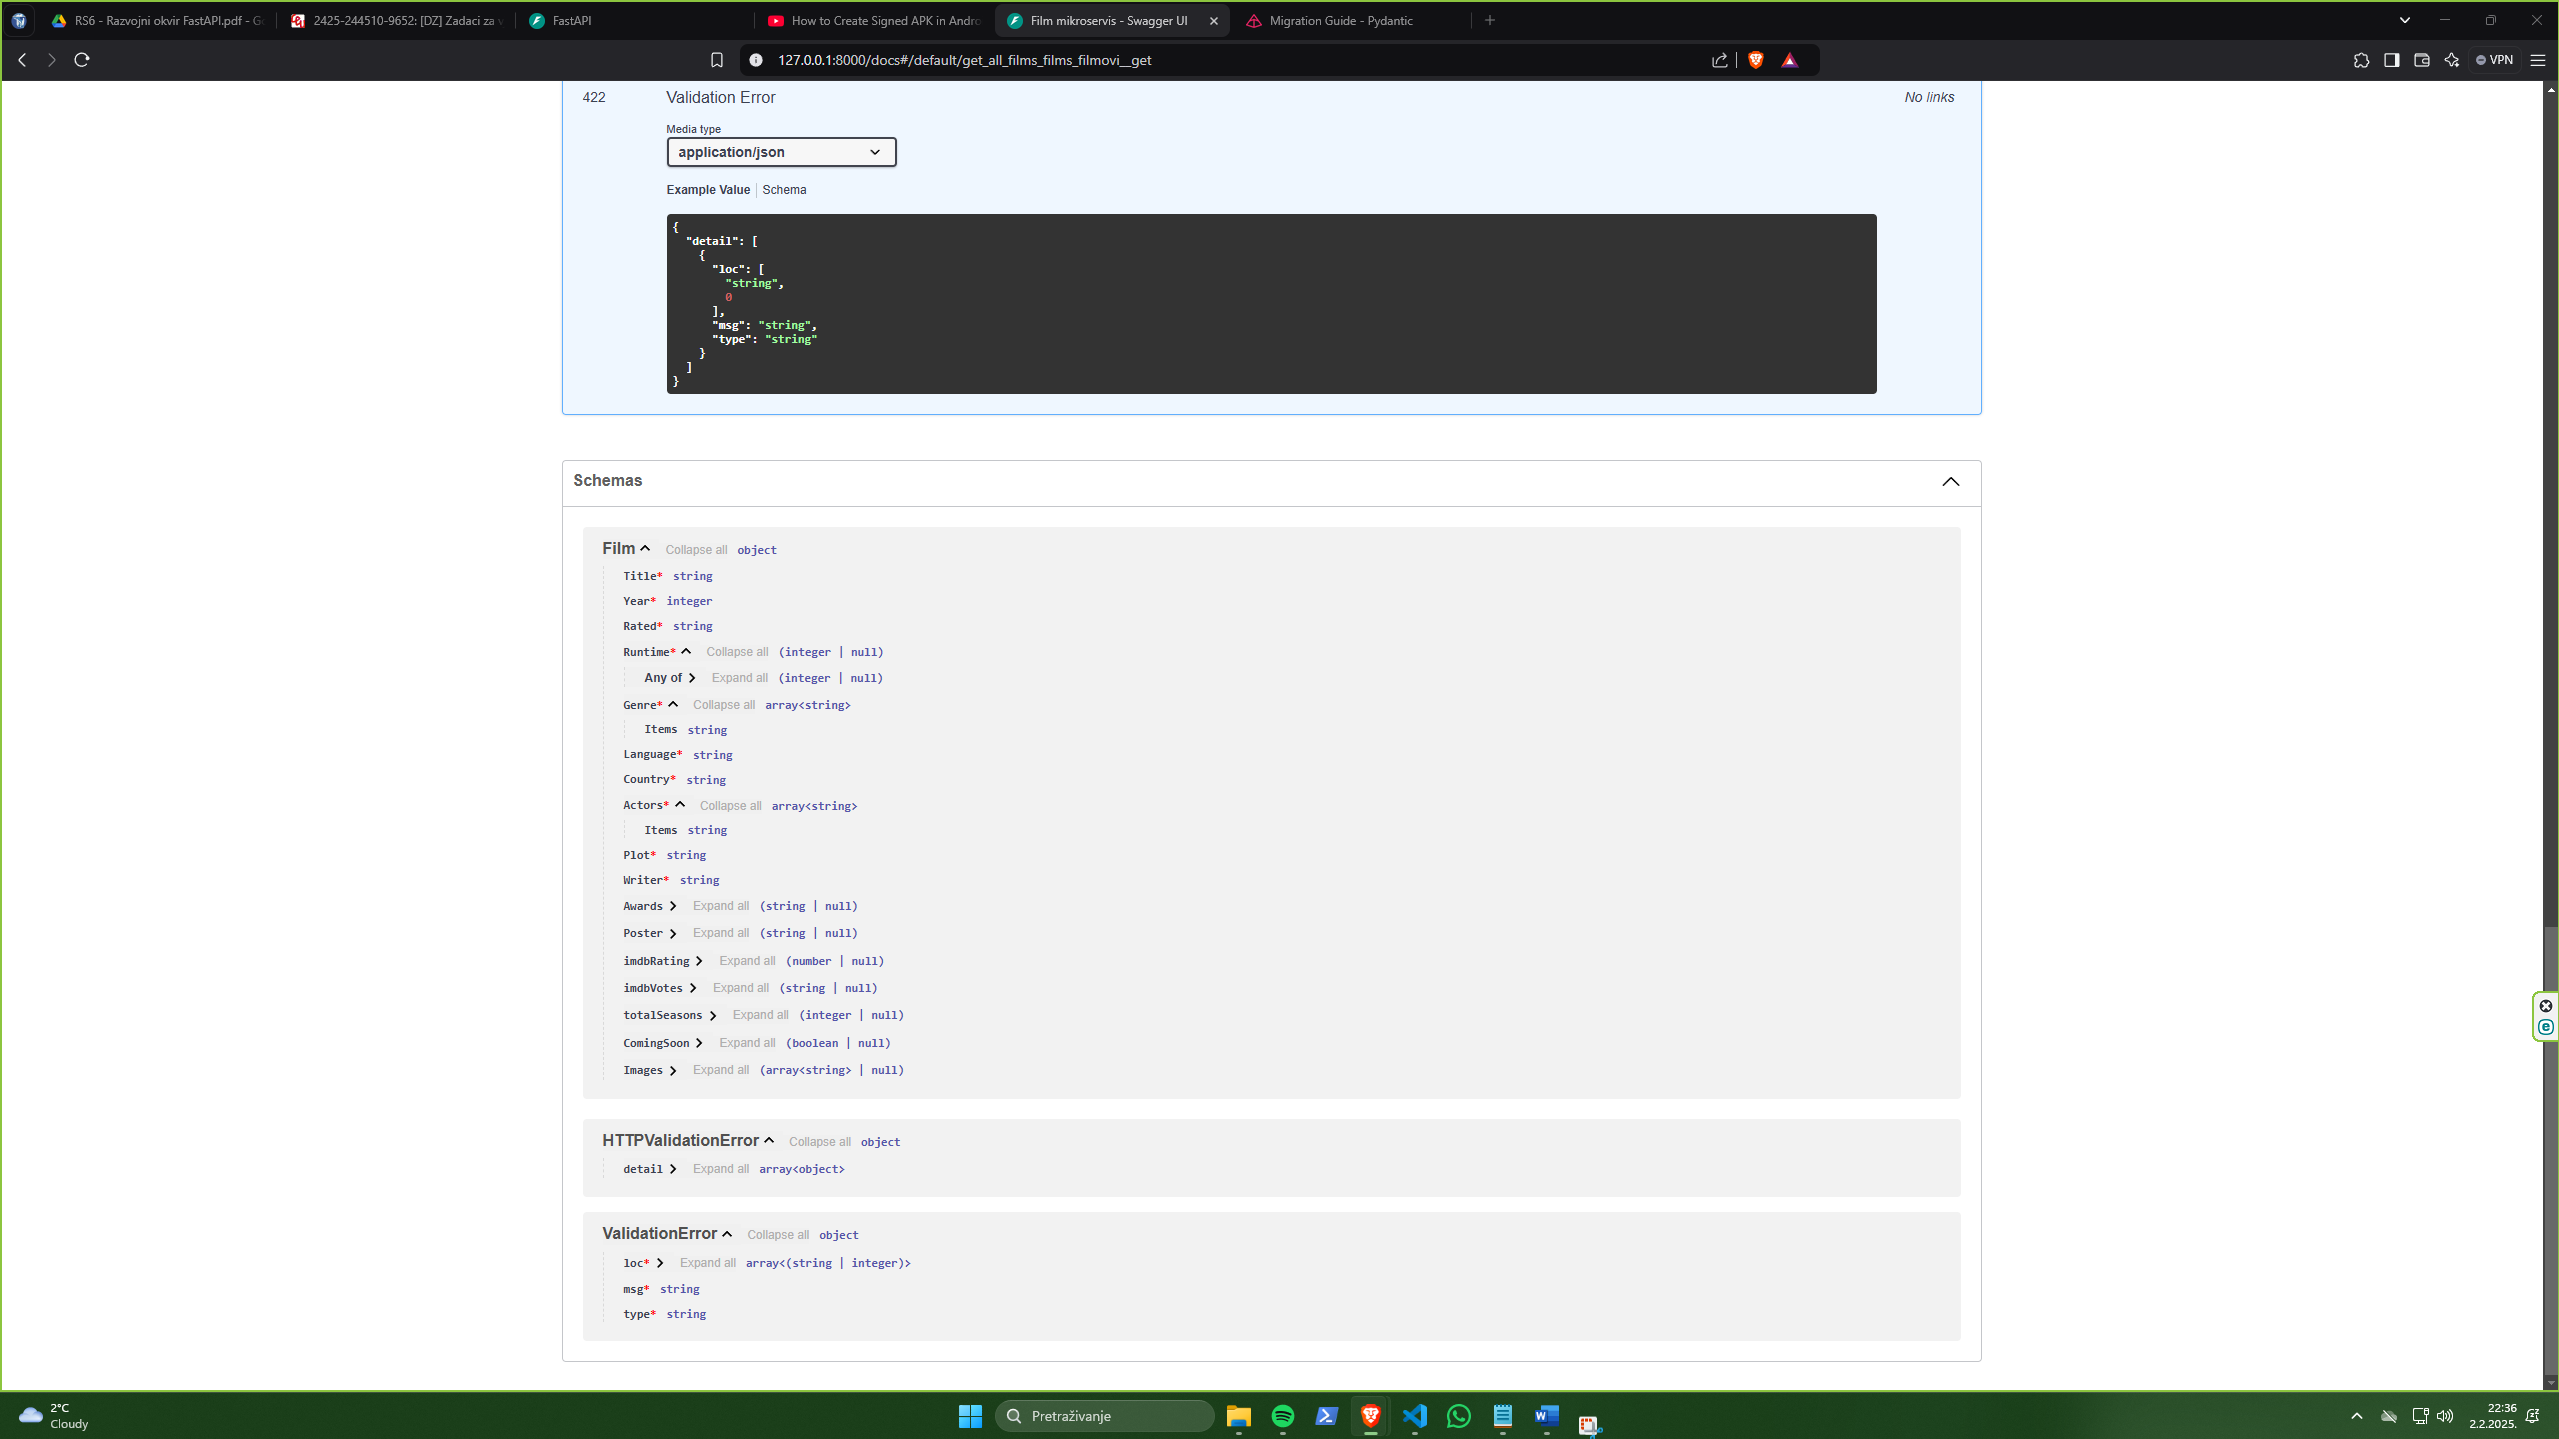 RS6 - Razvojni okvir FastAPI.pdf - G
2425-244510-9652: [DZ] Zadaci za v
FastAPI
How to Create Signed APK in Andro
Film mikroservis - Swagger UI
Migration Guide - Pydantic
127.0.0.1:8000/docs#/default/get_all_films_films_filmovi__get
VPN
422 Validation Error No links
Media type
application/json
Example Value Schema
{
"detail": [
{
"loc": [
"string",
0
],
"msg": "string",
"type": "string"
}
]
}
Schemas
Film Collapse all object
Title* string
Year* integer
Rated* string
Runtime* Collapse all (integer | null)
Any of Expand all (integer | null)
Genre* Collapse all array<string>
Items string
Language* string
Country* string
Actors* Collapse all array<string>
Items string
Plot* string
Writer* string
Awards Expand all (string | null)
Poster Expand all (string | null)
imdbRating Expand all (number | null)
imdbVotes Expand all (string | null)
totalSeasons Expand all (integer | null)
ComingSoon Expand all (boolean | null)
Images Expand all (array<string> | null)
HTTPValidationError Collapse all object
detail Expand all array<object>
ValidationError Collapse all object
loc* Expand all array<(string | integer)>
msg* string
type* string
2°C
Cloudy
Pretraživanje
22:36
2.2.2025.